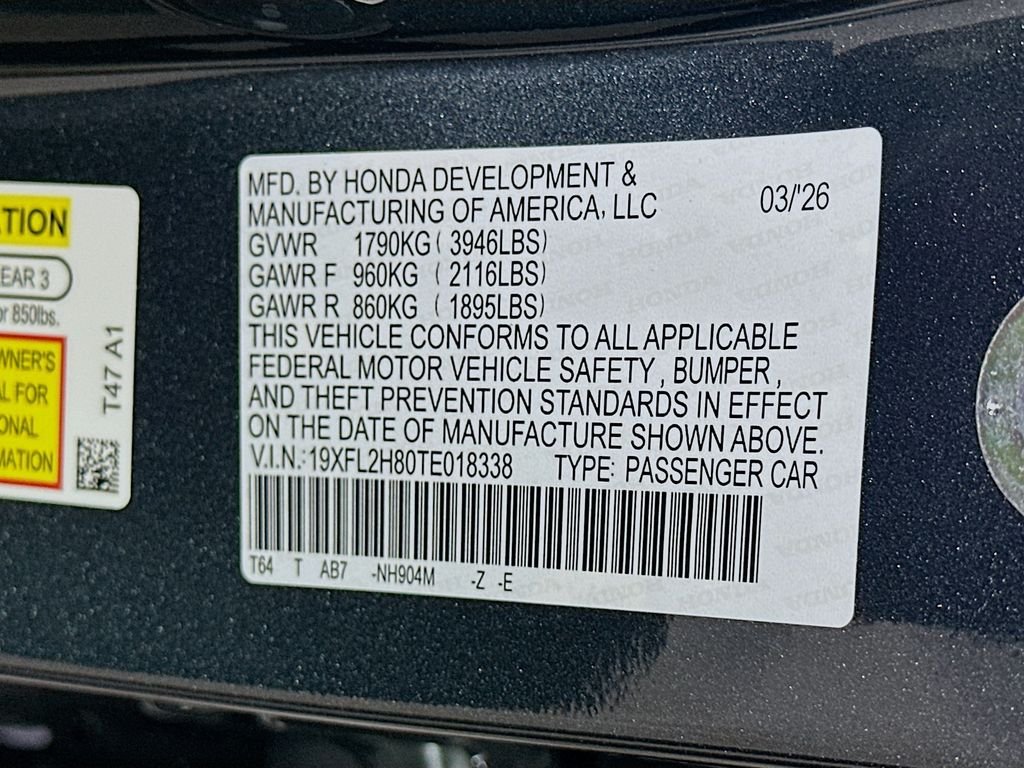 TION
EAR 3
or 850lbs.
WNER'S
AL FOR
ONAL
MATION
T47 A1
MFD. BY HONDA DEVELOPMENT &
MANUFACTURING OF AMERICA, LLC 03/'26
GVWR 1790KG ( 3946LBS)
GAWR F 960KG ( 2116LBS)
GAWR R 860KG ( 1895LBS)
THIS VEHICLE CONFORMS TO ALL APPLICABLE
FEDERAL MOTOR VEHICLE SAFETY , BUMPER ,
AND THEFT PREVENTION STANDARDS IN EFFECT
ON THE DATE OF MANUFACTURE SHOWN ABOVE.
V.I.N.: 19XFL2H80TE018338 TYPE: PASSENGER CAR
T64 T AB7 -NH904M -Z -E